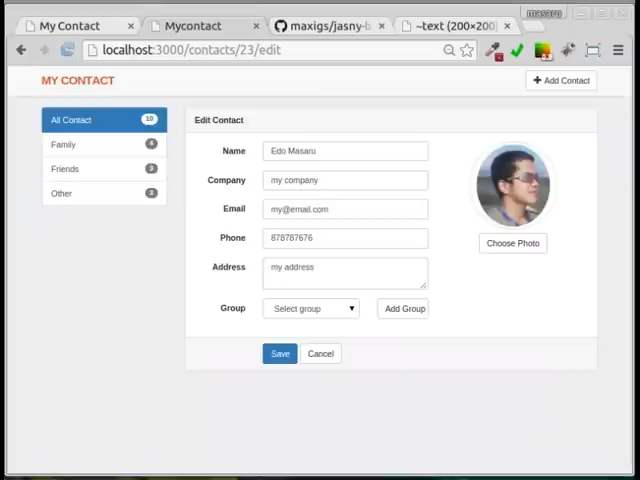 masaru
My Contact
Mycontact
maxigs/jasny-b
~text (200×200)
localhost:3000/contacts/23/edit
MY CONTACT
Add Contact
All Contact 10
Family 4
Friends 3
Other 3
Edit Contact
Name Edo Masaru
Company my company
Email my@email.com
Phone 878787676
Address my address
Group Select group Add Group
Choose Photo
Save Cancel